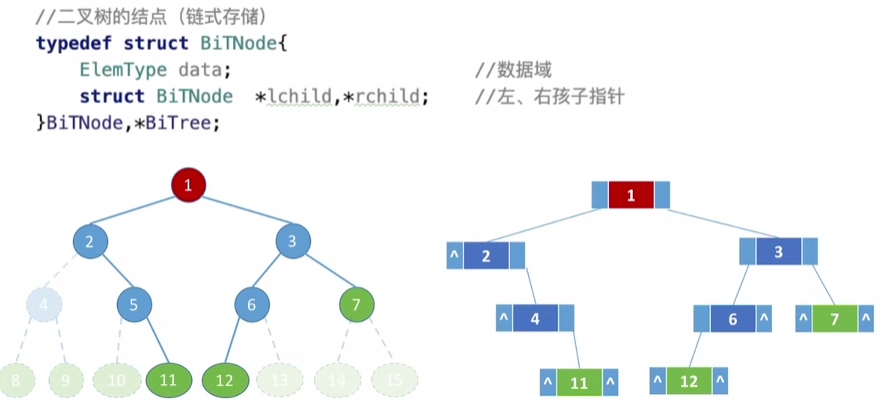 //二叉树的结点（链式存储）
typedef struct BiTNode{
ElemType data; //数据域
struct BiTNode *lchild,*rchild; //左、右孩子指针
}BiTNode,*BiTree;
1
2 3
4 5 6 7
8 9 10 11 12 13 14 15
1
^ 2 3
^ 4 6 ^ ^ 7 ^
^ 11 ^ ^ 12 ^